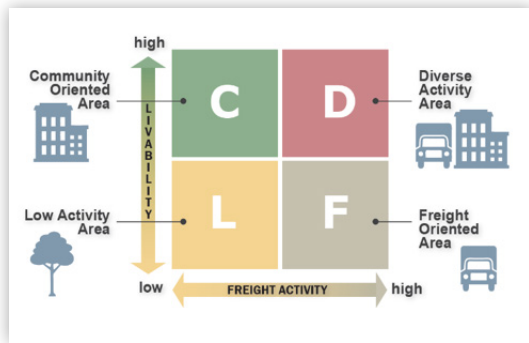 high
Community
Oriented
Area
C
D
Diverse
Activity
Area
LIVABILITY
Low Activity
Area
L
F
Freight
Oriented
Area
low
FREIGHT ACTIVITY
high